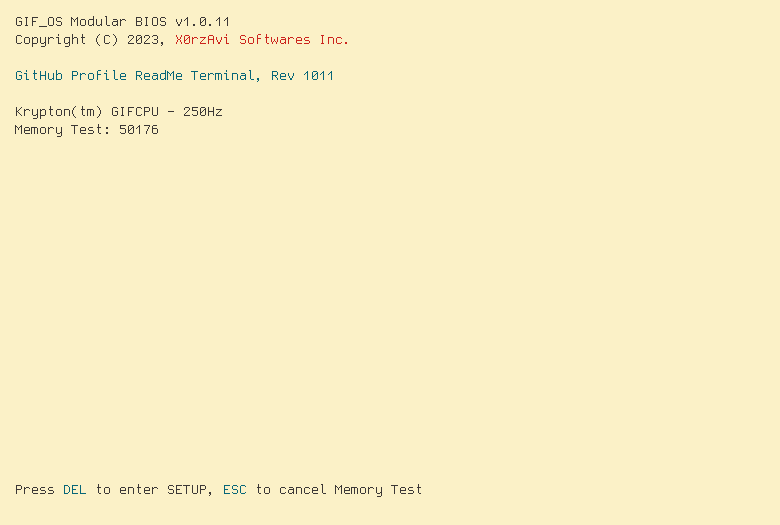 GIF_OS Modular BIOS v1.0.11
Copyright (C) 2023, X0rzAvi Softwares Inc.
GitHub Profile ReadMe Terminal, Rev 1011
Krypton(tm) GIFCPU - 250Hz
Memory Test: 50176
Press DEL to enter SETUP, ESC to cancel Memory Test